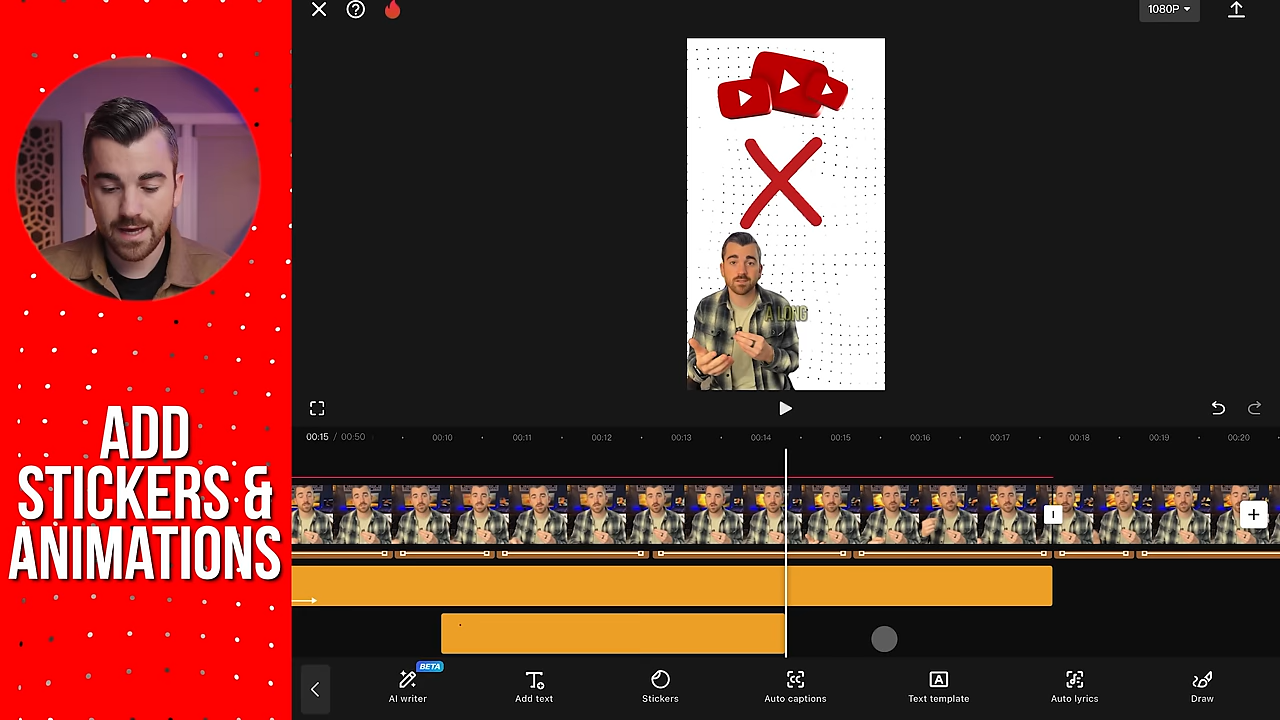 1080P
A LONG
ADD
STICKERS &
ANIMATIONS
00:15 / 00:50
00:10
00:11
00:12
00:13
00:14
00:15
00:16
00:17
00:18
00:19
00:20
BETA
AI writer
Add text
Stickers
Auto captions
Text template
Auto lyrics
Draw